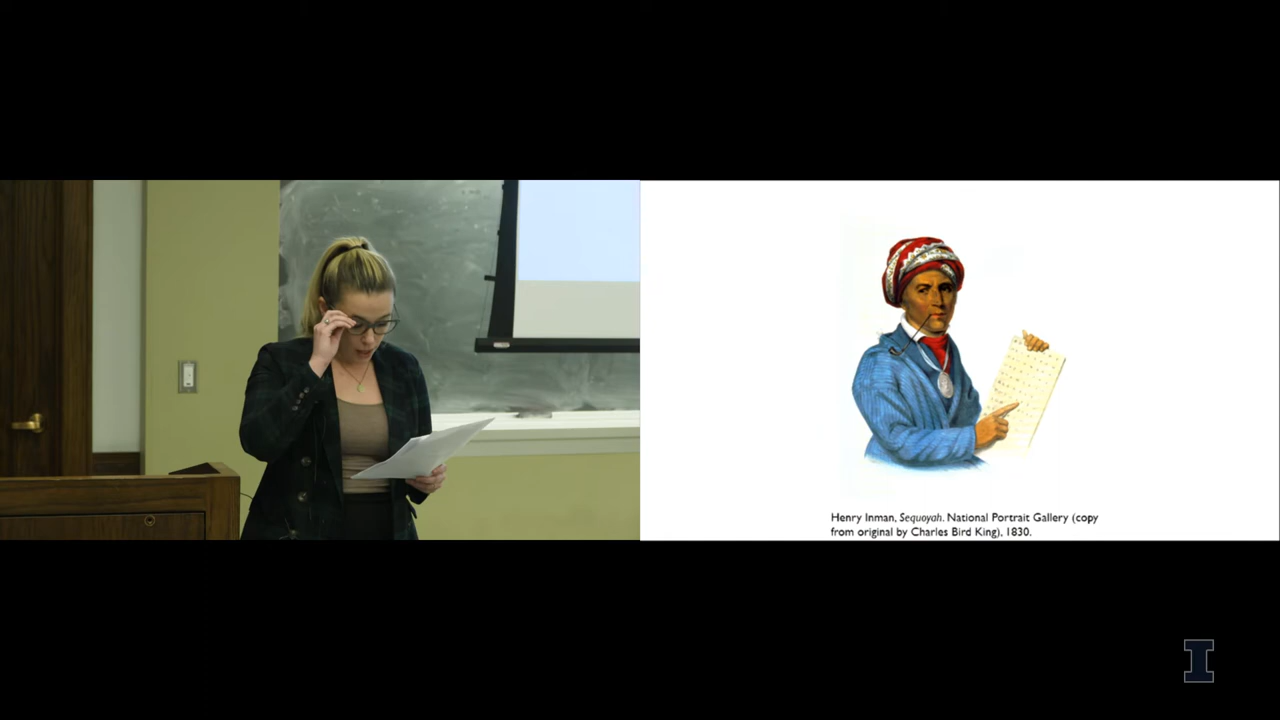 Henry Inman, Sequoyah. National Portrait Gallery (copy
from original by Charles Bird King), 1830.
I